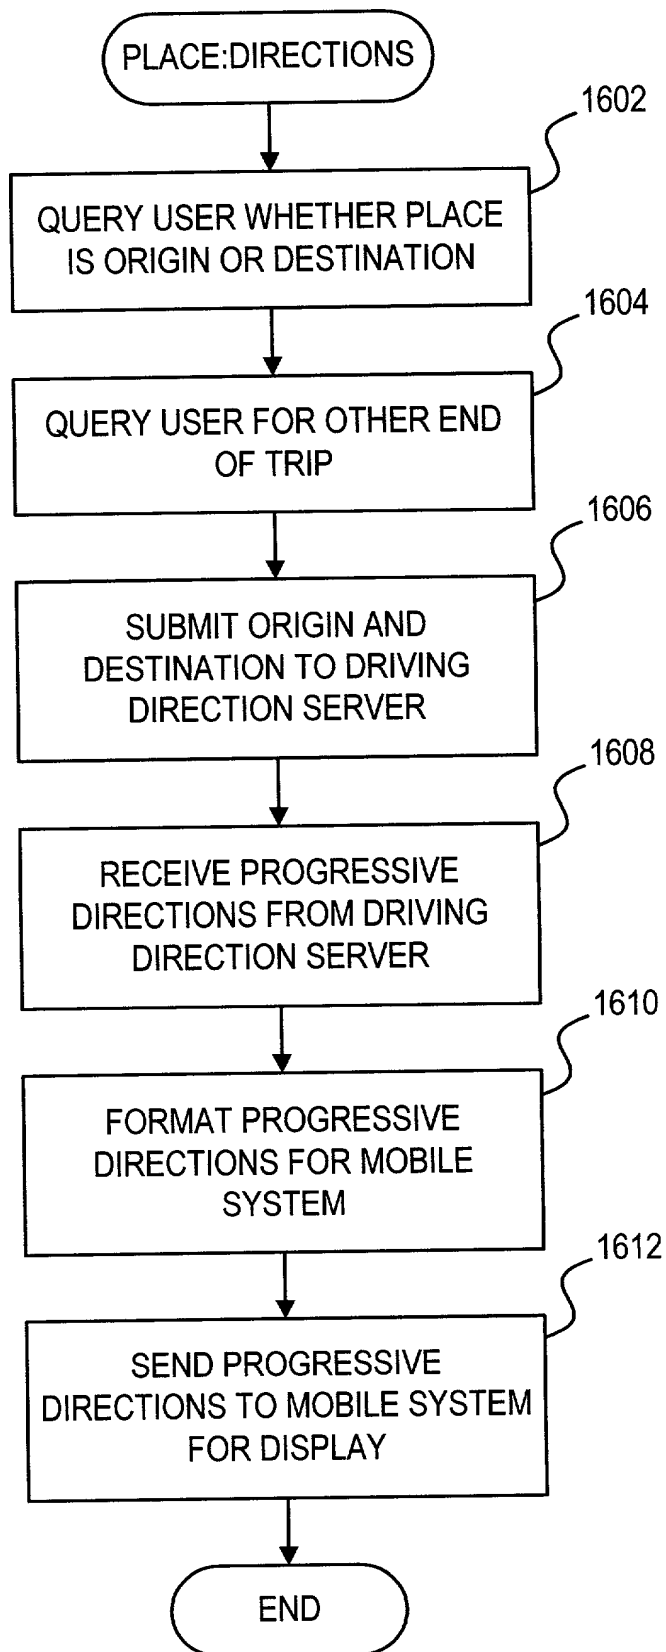 PLACE:DIRECTIONS
1602
QUERY USER WHETHER PLACE
IS ORIGIN OR DESTINATION
1604
QUERY USER FOR OTHER END
OF TRIP
1606
SUBMIT ORIGIN AND
DESTINATION TO DRIVING
DIRECTION SERVER
1608
RECEIVE PROGRESSIVE
DIRECTIONS FROM DRIVING
DIRECTION SERVER
1610
FORMAT PROGRESSIVE
DIRECTIONS FOR MOBILE
SYSTEM
1612
SEND PROGRESSIVE
DIRECTIONS TO MOBILE SYSTEM
FOR DISPLAY
END